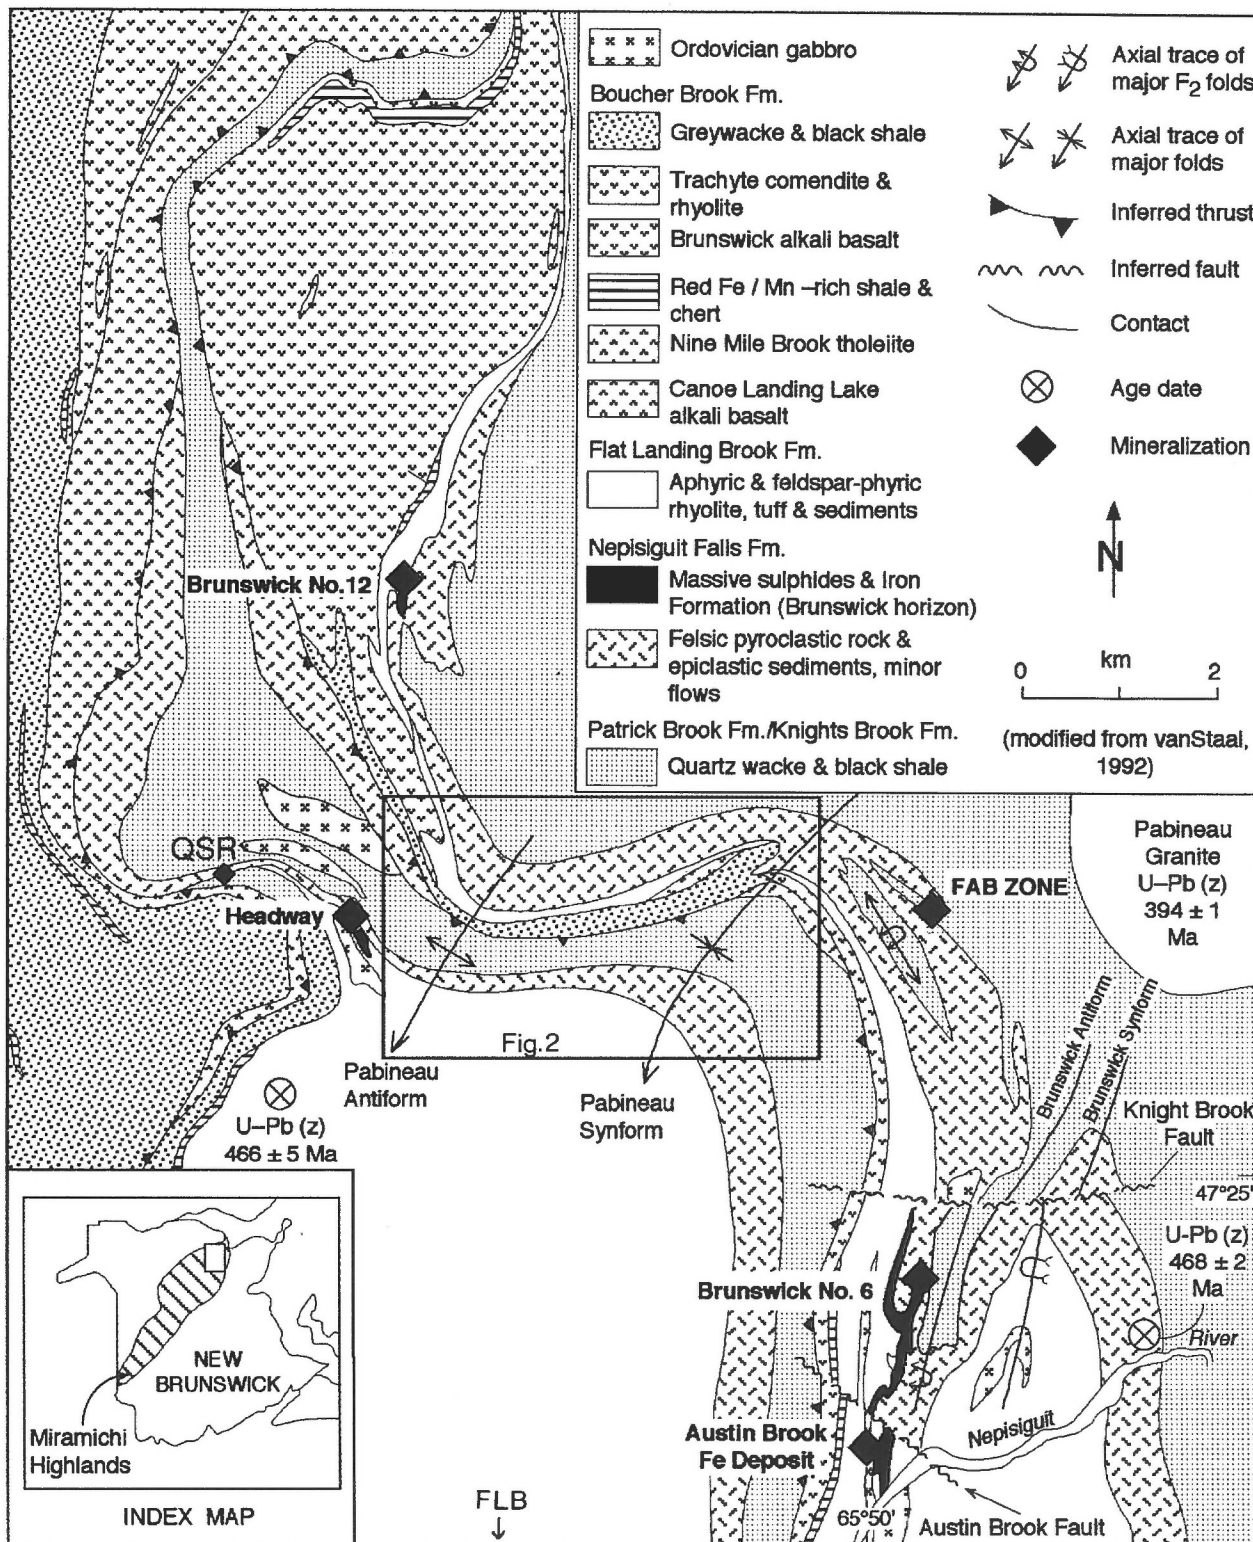 Ordovician gabbro
Boucher Brook Fm.
Greywacke & black shale
Trachyte comendite &
rhyolite
Brunswick alkali basalt
Red Fe / Mn –rich shale &
chert
Nine Mile Brook tholeiite
Canoe Landing Lake
alkali basalt
Flat Landing Brook Fm.
Aphyric & feldspar-phyric
rhyolite, tuff & sediments
Nepisiguit Falls Fm.
Massive sulphides & Iron
Formation (Brunswick horizon)
Felsic pyroclastic rock &
epiclastic sediments, minor
flows
Patrick Brook Fm./Knights Brook Fm.
Quartz wacke & black shale
Axial trace of
major F2 folds
Axial trace of
major folds
Inferred thrust
Inferred fault
Contact
Age date
Mineralization
N
km
0 2
(modified from vanStaal,
1992)
Brunswick No.12
QSR
Headway
FAB ZONE
Pabineau
Granite
U–Pb (z)
394 ± 1
Ma
Fig.2
Pabineau
Antiform
Pabineau
Synform
Brunswick Antiform
Brunswick Synform
Knight Brook
Fault
47°25'
U–Pb (z)
466 ± 5 Ma
U-Pb (z)
468 ± 2
Ma
River
Brunswick No. 6
Nepisiguit
Austin Brook
Fe Deposit
65°50'
Austin Brook Fault
FLB
NEW
BRUNSWICK
Miramichi
Highlands
INDEX MAP